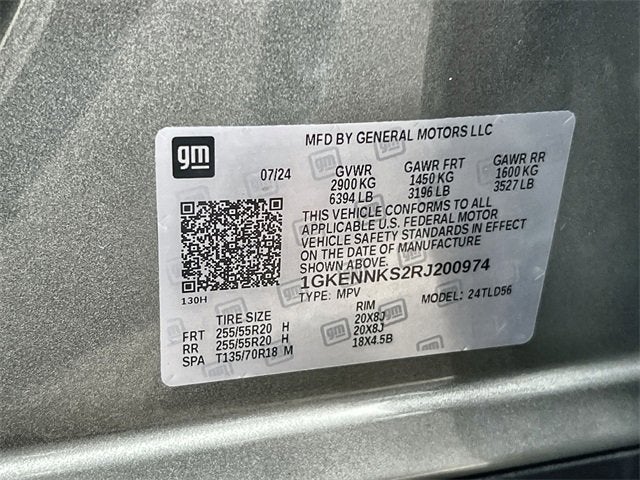 MFD BY GENERAL MOTORS LLC
gm
07/24 GVWR GAWR FRT GAWR RR
2900 KG 1450 KG 1600 KG
6394 LB 3196 LB 3527 LB
THIS VEHICLE CONFORMS TO ALL
APPLICABLE U.S. FEDERAL MOTOR
VEHICLE SAFETY STANDARDS IN EFFECT
ON THE DATE OF MANUFACTURE
SHOWN ABOVE.
1GKENNKS2RJ200974
130H
TYPE: MPV MODEL: 24TLD56
TIRE SIZE RIM
FRT 255/55R20 H 20X8J
RR 255/55R20 H 20X8J
SPA T135/70R18 M 18X4.5B